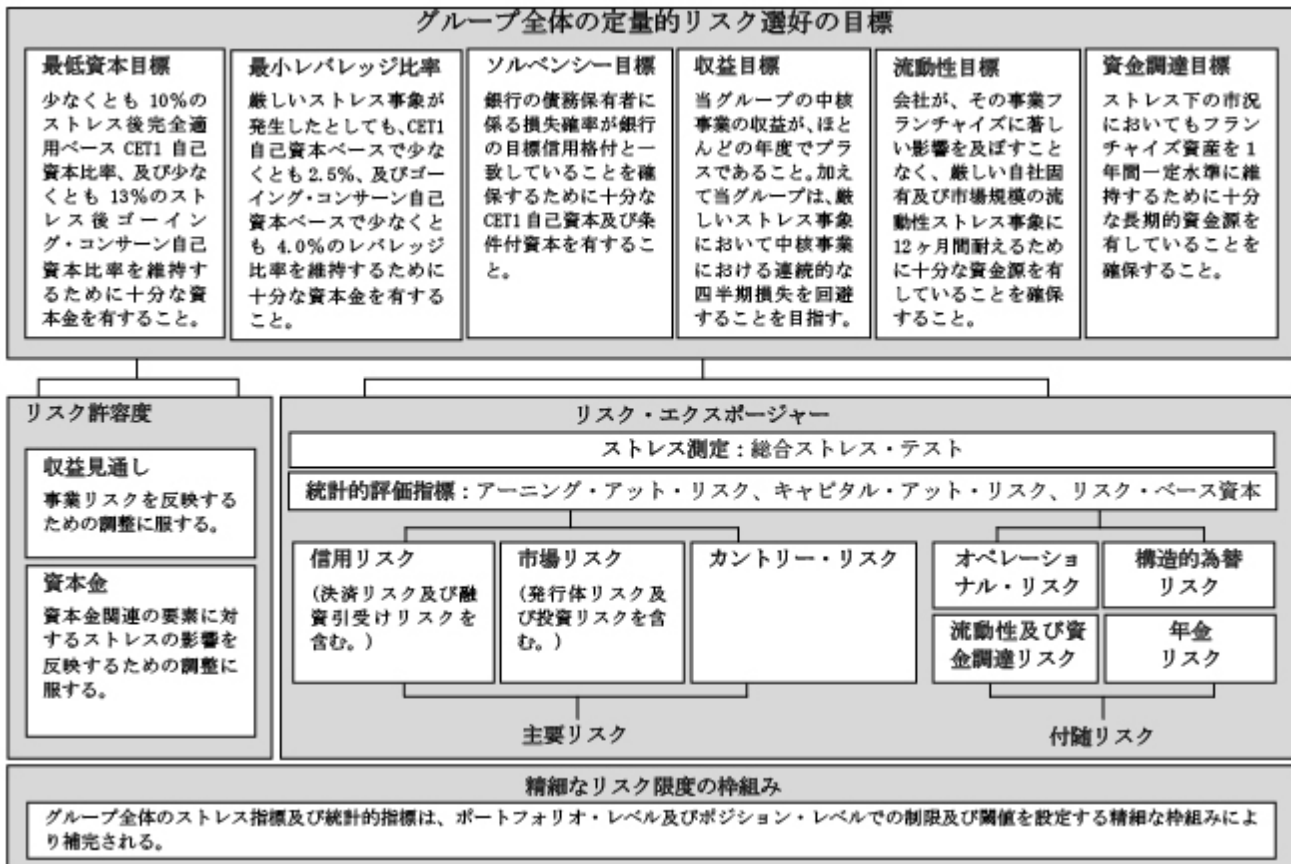 グループ全体の定量的リスク選好の目標
最低資本目標
少なくとも 10%の
ストレス後完全適
用ベース CET1 自己
資本比率、及び少な
くとも 13%のスト
レス後ゴーイン
グ・コンサーン自己
資本比率を維持す
るために十分な資
本金を有すること。
最小レバレッジ比率
厳しいストレス事象が
発生したとしても、CET1
自己資本ベースで少な
くとも 2.5%、及びゴー
イング・コンサーン自己
資本ベースで少なくと
も 4.0%のレバレッジ
比率を維持するために
十分な資本金を有する
こと。
ソルベンシー目標
銀行の債務保有者に
係る損失確率が銀行
の目標信用格付と一
致していることを確
保するために十分な
CET1 自己資本及び条
件付資本を有するこ
と。
収益目標
当グループの中核
事業の収益が、ほと
んどの年度でプラ
スであること。加え
て当グループは、厳
しいストレス事象
において中核事業
における連続的な
四半期損失を回避
することを目指す。
流動性目標
会社が、その事業フ
ランチャイズに著し
い影響を及ぼすこと
なく、厳しい自社固
有及び市場規模の流
動性ストレス事象に
12ヶ月間耐えるため
に十分な資金源を有
していることを確保
すること。
資金調達目標
ストレス下の市況
においてもフラン
チャイズ資産を1
年間一定水準に維
持するために十分
な長期的資金源を
有していることを
確保すること。
リスク許容度
収益見通し
事業リスクを反映する
ための調整に服する。
資本金
資本金関連の要素に対
するストレスの影響を
反映するための調整に
服する。
リスク・エクスポージャー
ストレス測定：総合ストレス・テスト
統計的評価指標：アーニング・アット・リスク、キャピタル・アット・リスク、リスク・ベース資本
信用リスク
(決済リスク及び融
資引受けリスクを
含む。)
市場リスク
(発行体リスク及
び投資リスクを含
む。)
カントリー・リスク
オペレーショ
ナル・リスク
構造的為替
リスク
流動性及び資
金調達リスク
年金
リスク
主要リスク
付随リスク
精細なリスク限度の枠組み
グループ全体のストレス指標及び統計的指標は、ポートフォリオ・レベル及びポジション・レベルでの制限及び閾値を設定する精細な枠組みによ
り補完される。